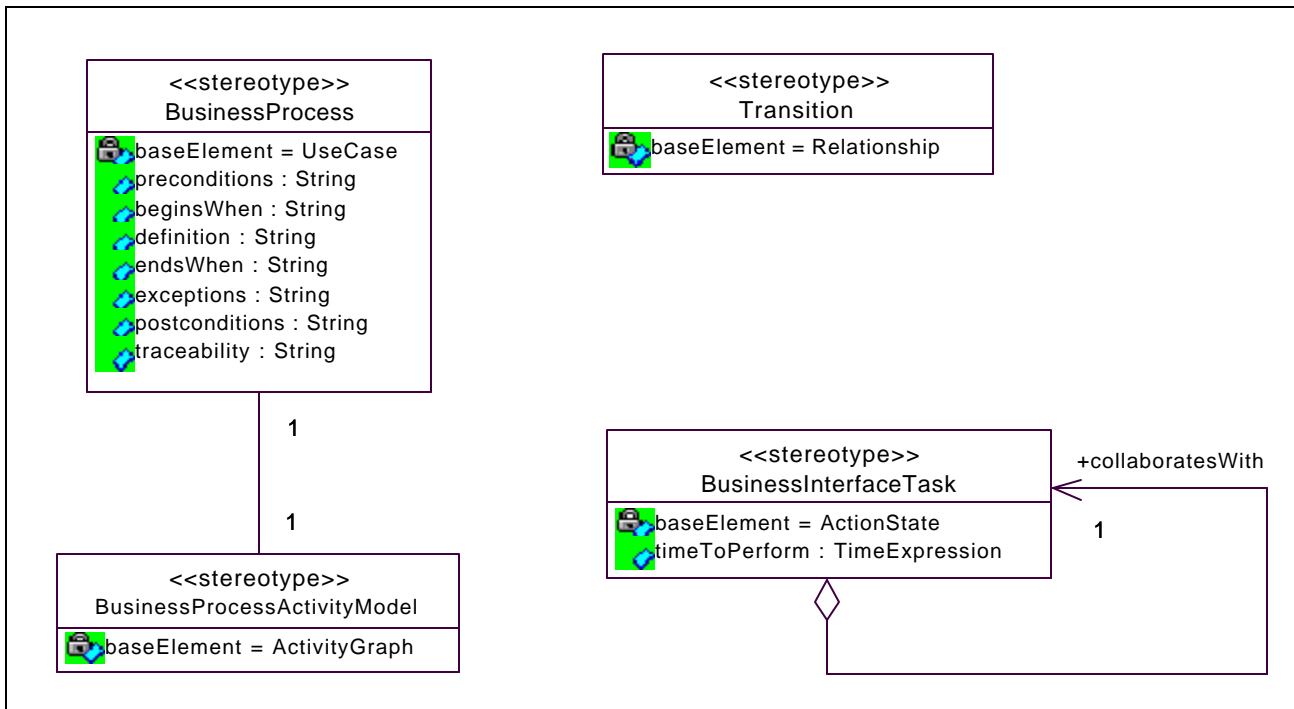 <<stereotype>>
BusinessProcess
baseElement = UseCase
preconditions : String
beginsWhen : String
definition : String
endsWhen : String
exceptions : String
postconditions : String
traceability : String
1
1
<<stereotype>>
BusinessProcessActivityModel
baseElement = ActivityGraph
<<stereotype>>
Transition
baseElement = Relationship
<<stereotype>>
BusinessInterfaceTask
baseElement = ActionState
timeToPerform : TimeExpression
+collaboratesWith
1